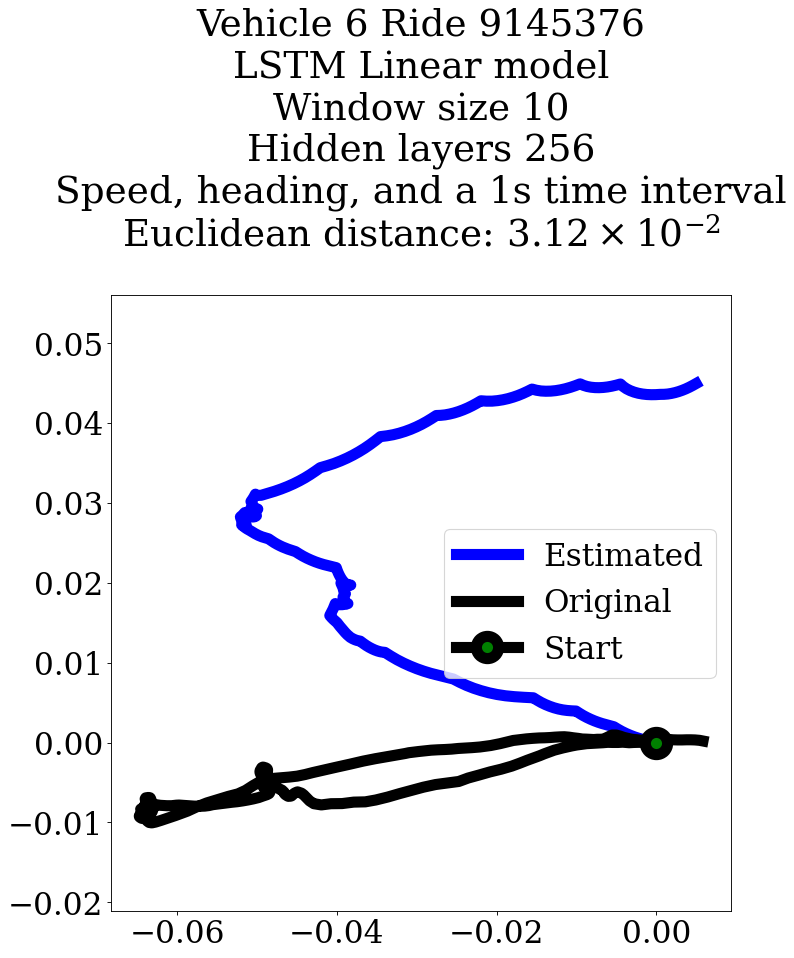 Vehicle 6 Ride 9145376
LSTM Linear model
Window size 10
Hidden layers 256
Speed, heading, and a 1s time interval
Euclidean distance: 3.12 × 10⁻²
0.05
0.04
0.03
0.02
0.01
0.00
−0.01
−0.02
Estimated
Original
Start
−0.06
−0.04
−0.02
0.00